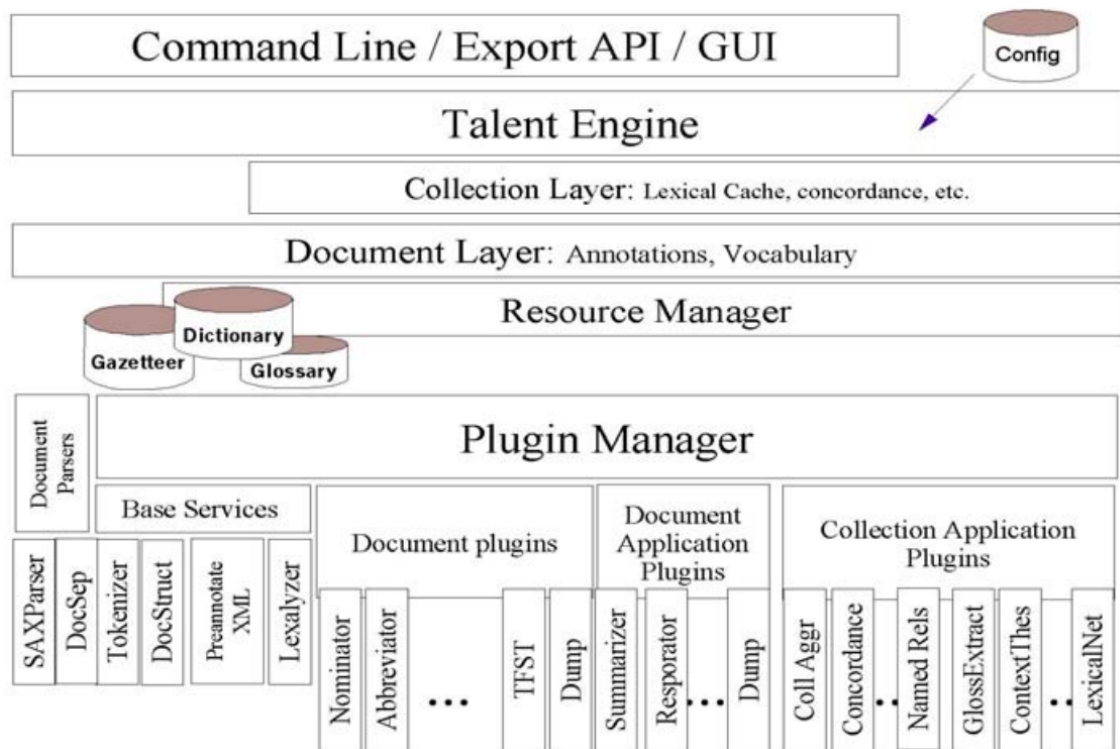 Command Line / Export API / GUI
Config
Talent Engine
Collection Layer: Lexical Cache, concordance, etc.
Document Layer: Annotations, Vocabulary
Resource Manager
Gazetteer
Dictionary
Glossary
Document
Parsers
Plugin Manager
Base Services
Document plugins
Document
Application
Plugins
Collection Application
Plugins
SAXParser
DocSep
Tokenizer
DocStruct
Preannotate
XML
Lexalyzer
Nominator
Abbreviator
...
TFST
Dump
Summarizer
Resporator
...
Dump
Coll Aggr
Concordance
..
Named Rels
GlossExtract
ContextThes
..
LexicalNet